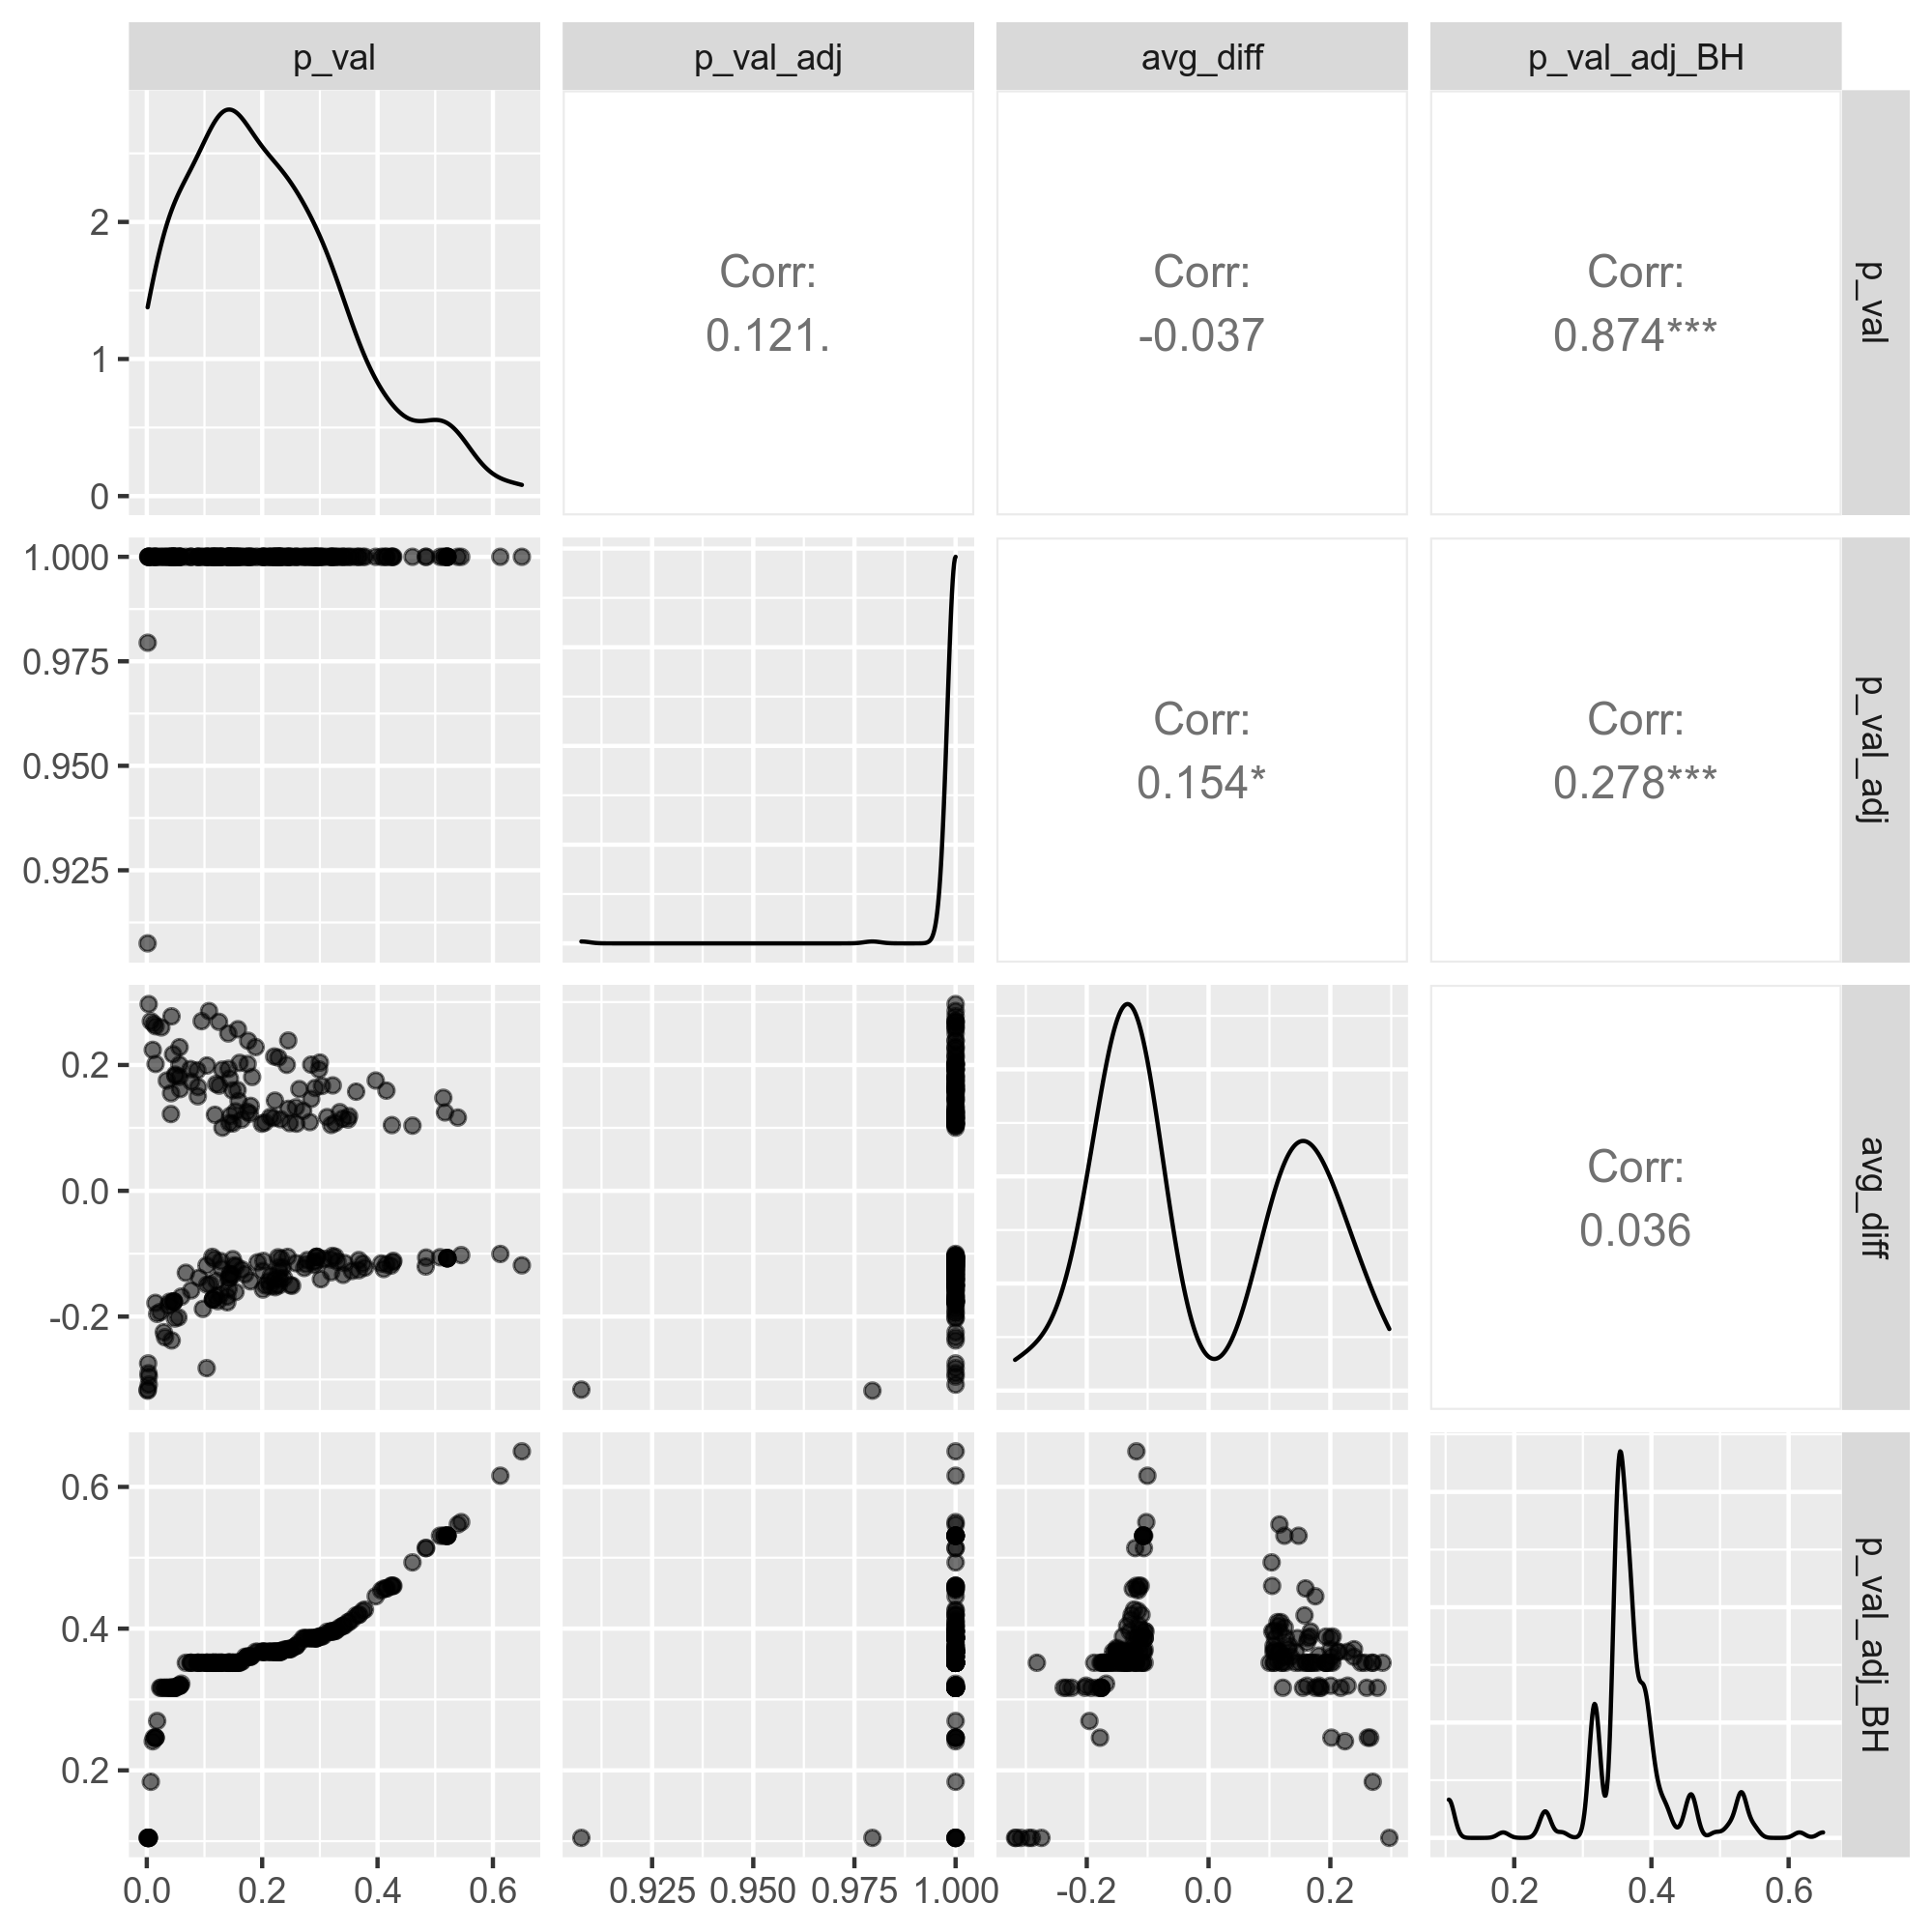 p_val
p_val_adj
avg_diff
p_val_adj_BH
2
1
0
Corr:
0.121.
Corr:
-0.037
Corr:
0.874***
p_val
1.000
0.975
0.950
0.925
Corr:
0.154*
Corr:
0.278***
p_val_adj
0.2
0.0
-0.2
Corr:
0.036
avg_diff
0.6
0.4
0.2
p_val_adj_BH
0.0 0.2 0.4 0.6
0.925 0.950 0.975 1.000
-0.2 0.0 0.2
0.2 0.4 0.6